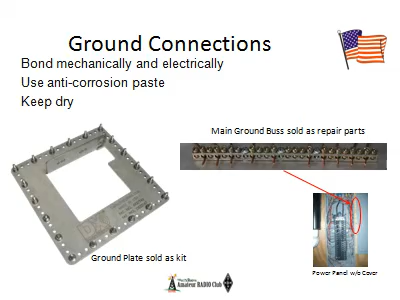 Ground Connections
Bond mechanically and electrically
Use anti-corrosion paste
Keep dry
Main Ground Buss sold as repair parts
Ground Plate sold as kit
Power Panel w/o Cover
Amateur RADIO Club